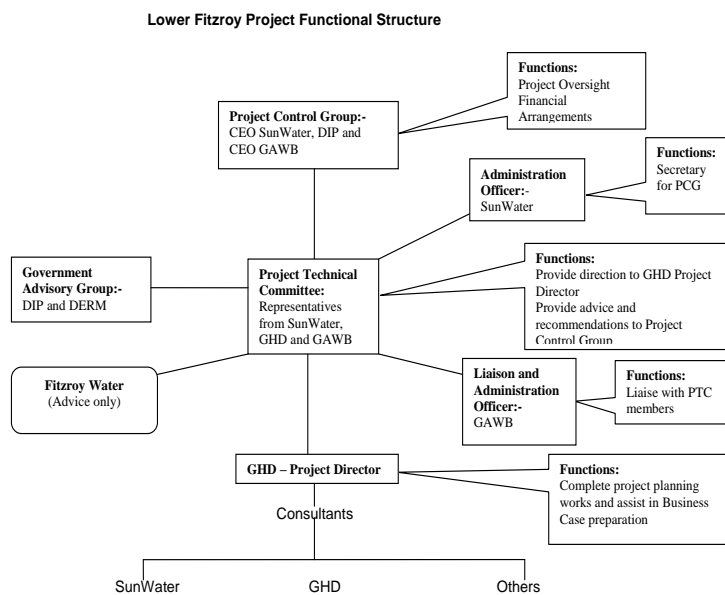 Lower Fitzroy Project Functional Structure
Functions:
Project Oversight
Financial
Arrangements
Project Control Group:-
CEO SunWater, DIP and
CEO GAWB
Functions:
Secretary
for PCG
Administration
Officer:-
SunWater
Government
Advisory Group:-
DIP and DERM
Project Technical
Committee:
Representatives
from SunWater,
GHD and GAWB
Functions:
Provide direction to GHD Project
Director
Provide advice and
recommendations to Project
Control Group
Fitzroy Water
(Advice only)
Liaison and
Administration
Officer:-
GAWB
Functions:
Liaise with PTC
members
GHD – Project Director
Functions:
Complete project planning
works and assist in Business
Case preparation
Consultants
SunWater GHD Others